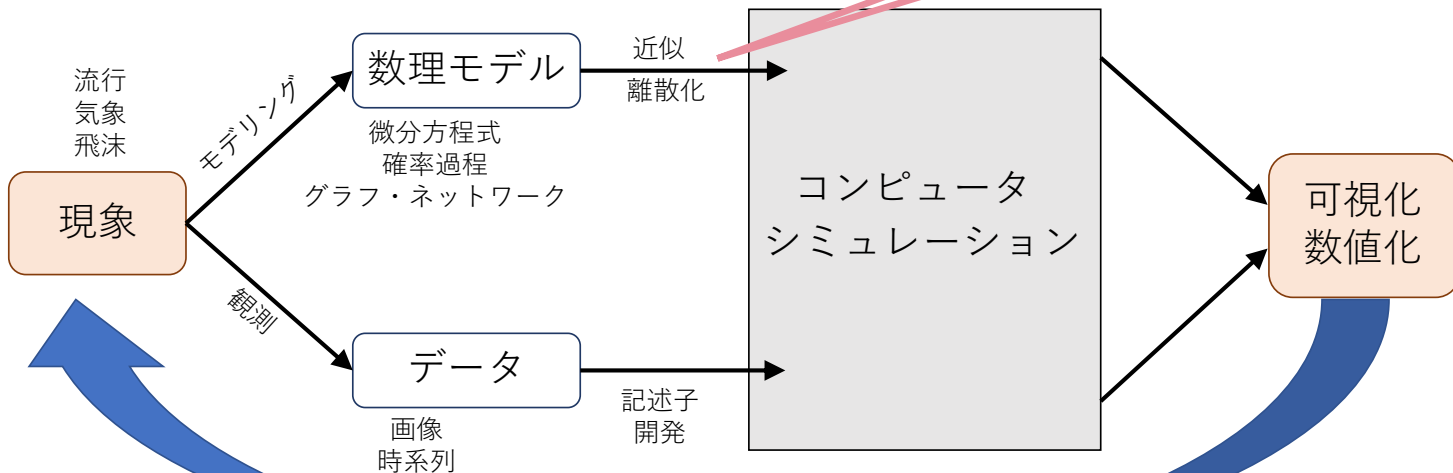 流行
気象
飛沫
現象
モデリング
観測
数理モデル
微分方程式
確率過程
グラフ・ネットワーク
データ
画像
時系列
近似
離散化
記述子
開発
コンピュータ
シミュレーション
可視化
数値化